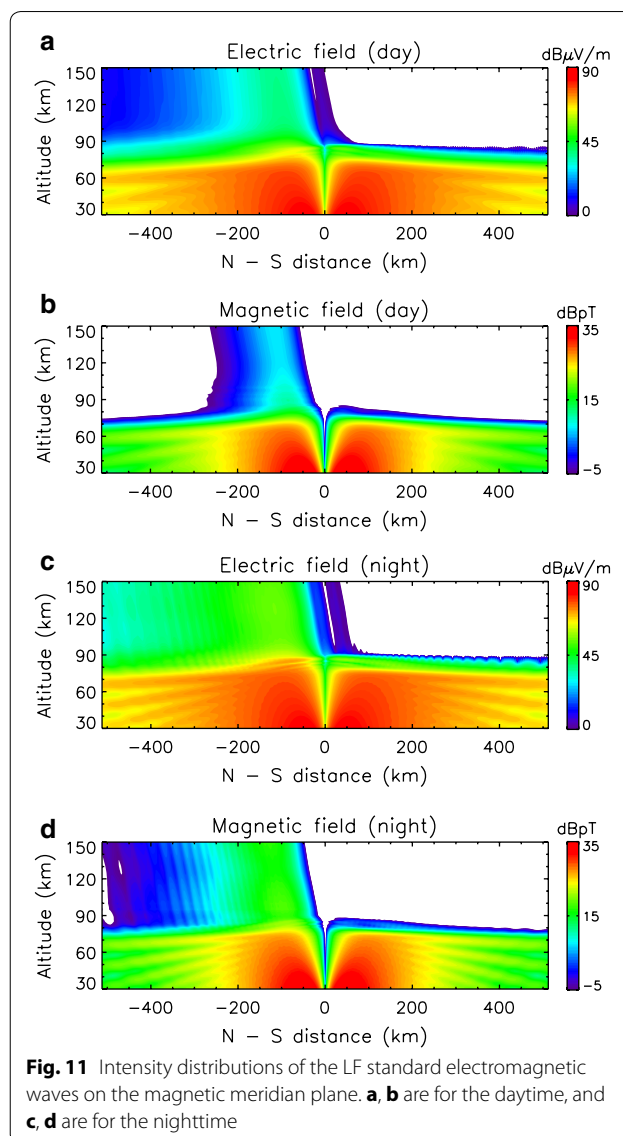 a
Electric field (day)
dBμV/m
150
120
90
60
30
Altitude (km)
-400 -200 0 200 400
N - S distance (km)
90
45
0
b
Magnetic field (day)
dBpT
150
120
90
60
30
Altitude (km)
-400 -200 0 200 400
N - S distance (km)
35
15
-5
c
Electric field (night)
dBμV/m
150
120
90
60
30
Altitude (km)
-400 -200 0 200 400
N - S distance (km)
90
45
0
d
Magnetic field (night)
dBpT
150
120
90
60
30
Altitude (km)
-400 -200 0 200 400
N - S distance (km)
35
15
-5
Fig. 11 Intensity distributions of the LF standard electromagnetic
waves on the magnetic meridian plane. a, b are for the daytime, and
c, d are for the nighttime